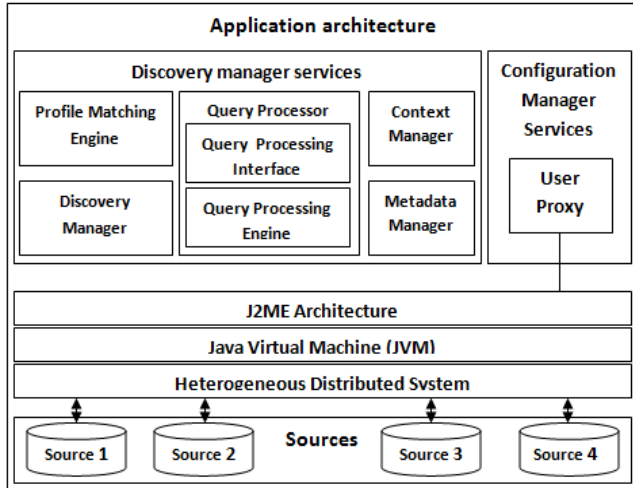 Application architecture
Discovery manager services
Profile Matching
Engine
Discovery
Manager
Query Processor
Query Processing
Interface
Query Processing
Engine
Context
Manager
Metadata
Manager
Configuration
Manager
Services
User
Proxy
J2ME Architecture
Java Virtual Machine (JVM)
Heterogeneous Distributed System
Sources
Source 1
Source 2
Source 3
Source 4